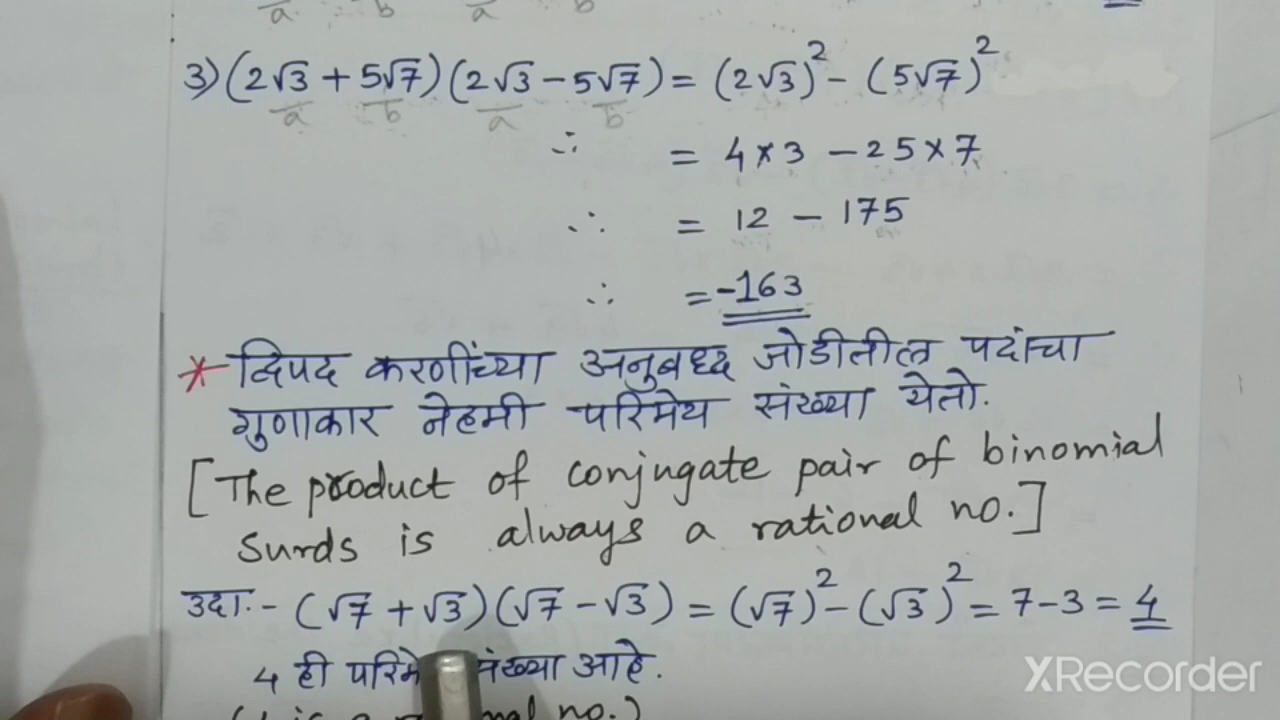 a b a b
3) (2√3 + 5√7) (2√3 – 5√7) = (2√3)² – (5√7)²
a b a b
∴ = 4 × 3 – 25 × 7
∴ = 12 – 175
∴ = -163
* द्विपद करणींच्या अनुबध्द जोडीतील पदांचा
गुणाकार नेहमी परिमेय संख्या येतो.
[The product of conjugate pair of binomial
surds is always a rational no.]
उदा. - (√7 + √3) (√7 - √3) = (√7)² - (√3)² = 7 - 3 = 4
4 ही संख्या आहे.
no.)
XRecorder